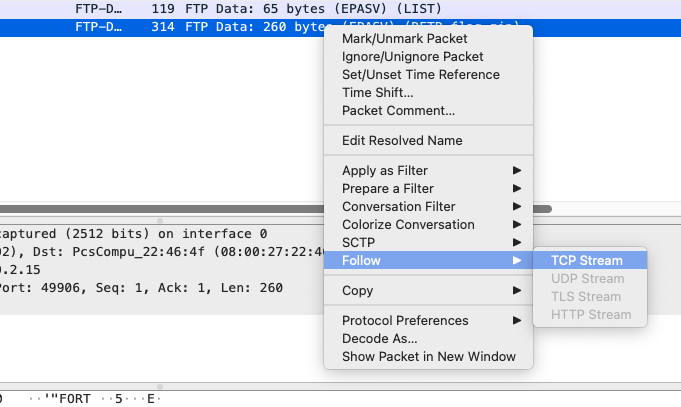 FTP-D… 119 FTP Data: 65 bytes (EPASV) (LIST)
FTP-D… 314 FTP Data: 260 bytes (EPASV) (RETR flag.zip)
Mark/Unmark Packet
Ignore/Unignore Packet
Set/Unset Time Reference
Time Shift…
Packet Comment…
Edit Resolved Name
Apply as Filter
Prepare a Filter
Conversation Filter
Colorize Conversation
SCTP
Follow
TCP Stream
UDP Stream
TLS Stream
HTTP Stream
Copy
Protocol Preferences
Decode As…
Show Packet in New Window
captured (2512 bits) on interface 0
02), Dst: PcsCompu_22:46:4f (08:00:27:22:46
0.2.15
Port: 49906, Seq: 1, Ack: 1, Len: 260
0 ··'"FORT ··5···E·